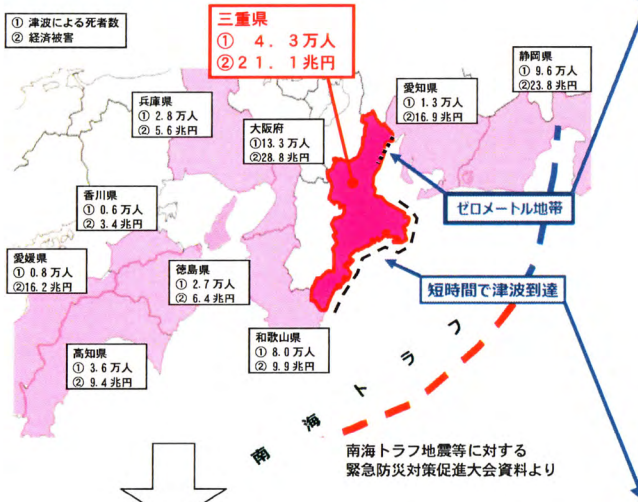 ① 津波による死者数
② 経済被害
三重県
① 4.3万人
②21.1兆円
静岡県
① 9.6万人
②23.8兆円
愛知県
① 1.3万人
②16.9兆円
兵庫県
① 2.8万人
② 5.6兆円
大阪府
①13.3万人
②28.8兆円
香川県
① 0.6万人
② 3.4兆円
ゼロメートル地帯
愛媛県
① 0.8万人
②16.2兆円
徳島県
① 2.7万人
② 6.4兆円
短時間で津波到達
和歌山県
① 8.0万人
② 9.9兆円
高知県
① 3.6万人
② 9.4兆円
南海トラフ
南海トラフ地震等に対する
緊急防災対策促進大会資料より